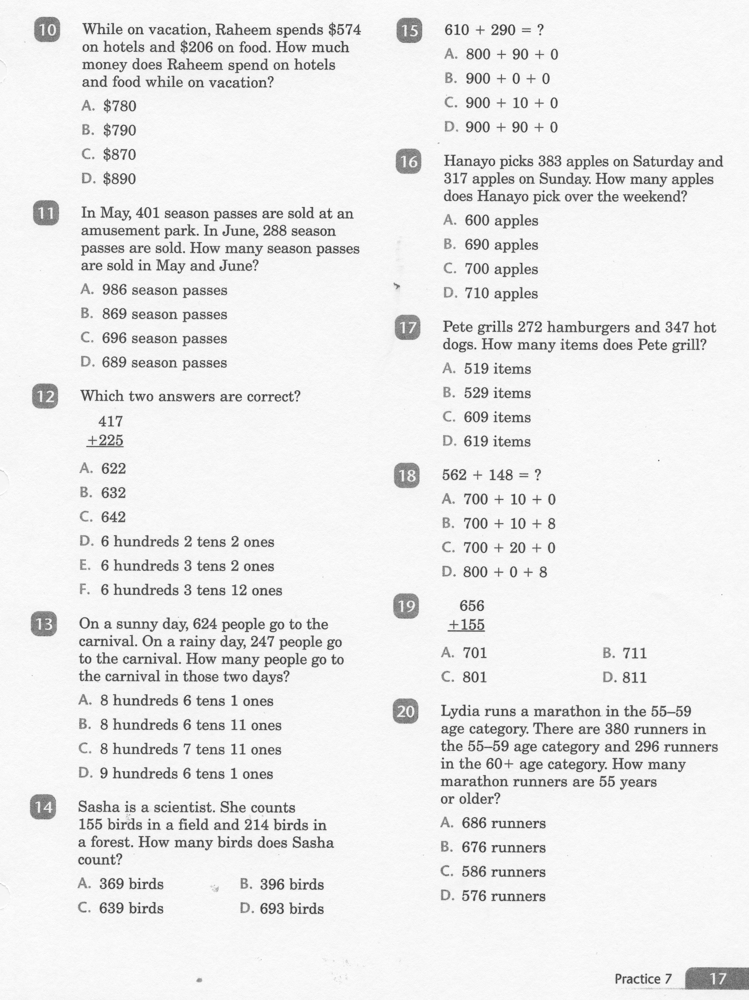 10 While on vacation, Raheem spends $574
on hotels and $206 on food. How much
money does Raheem spend on hotels
and food while on vacation?
A. $780
B. $790
C. $870
D. $890
11 In May, 401 season passes are sold at an
amusement park. In June, 288 season
passes are sold. How many season passes
are sold in May and June?
A. 986 season passes
B. 869 season passes
C. 696 season passes
D. 689 season passes
12 Which two answers are correct?
417
+225
A. 622
B. 632
C. 642
D. 6 hundreds 2 tens 2 ones
E. 6 hundreds 3 tens 2 ones
F. 6 hundreds 3 tens 12 ones
13 On a sunny day, 624 people go to the
carnival. On a rainy day, 247 people go
to the carnival. How many people go to
the carnival in those two days?
A. 8 hundreds 6 tens 1 ones
B. 8 hundreds 6 tens 11 ones
C. 8 hundreds 7 tens 11 ones
D. 9 hundreds 6 tens 1 ones
14 Sasha is a scientist. She counts
155 birds in a field and 214 birds in
a forest. How many birds does Sasha
count?
A. 369 birds B. 396 birds
C. 639 birds D. 693 birds
15 610 + 290 = ?
A. 800 + 90 + 0
B. 900 + 0 + 0
C. 900 + 10 + 0
D. 900 + 90 + 0
16 Hanayo picks 383 apples on Saturday and
317 apples on Sunday. How many apples
does Hanayo pick over the weekend?
A. 600 apples
B. 690 apples
C. 700 apples
D. 710 apples
17 Pete grills 272 hamburgers and 347 hot
dogs. How many items does Pete grill?
A. 519 items
B. 529 items
C. 609 items
D. 619 items
18 562 + 148 = ?
A. 700 + 10 + 0
B. 700 + 10 + 8
C. 700 + 20 + 0
D. 800 + 0 + 8
19 656
+155
A. 701 B. 711
C. 801 D. 811
20 Lydia runs a marathon in the 55–59
age category. There are 380 runners in
the 55–59 age category and 296 runners
in the 60+ age category. How many
marathon runners are 55 years
or older?
A. 686 runners
B. 676 runners
C. 586 runners
D. 576 runners
Practice 7 17